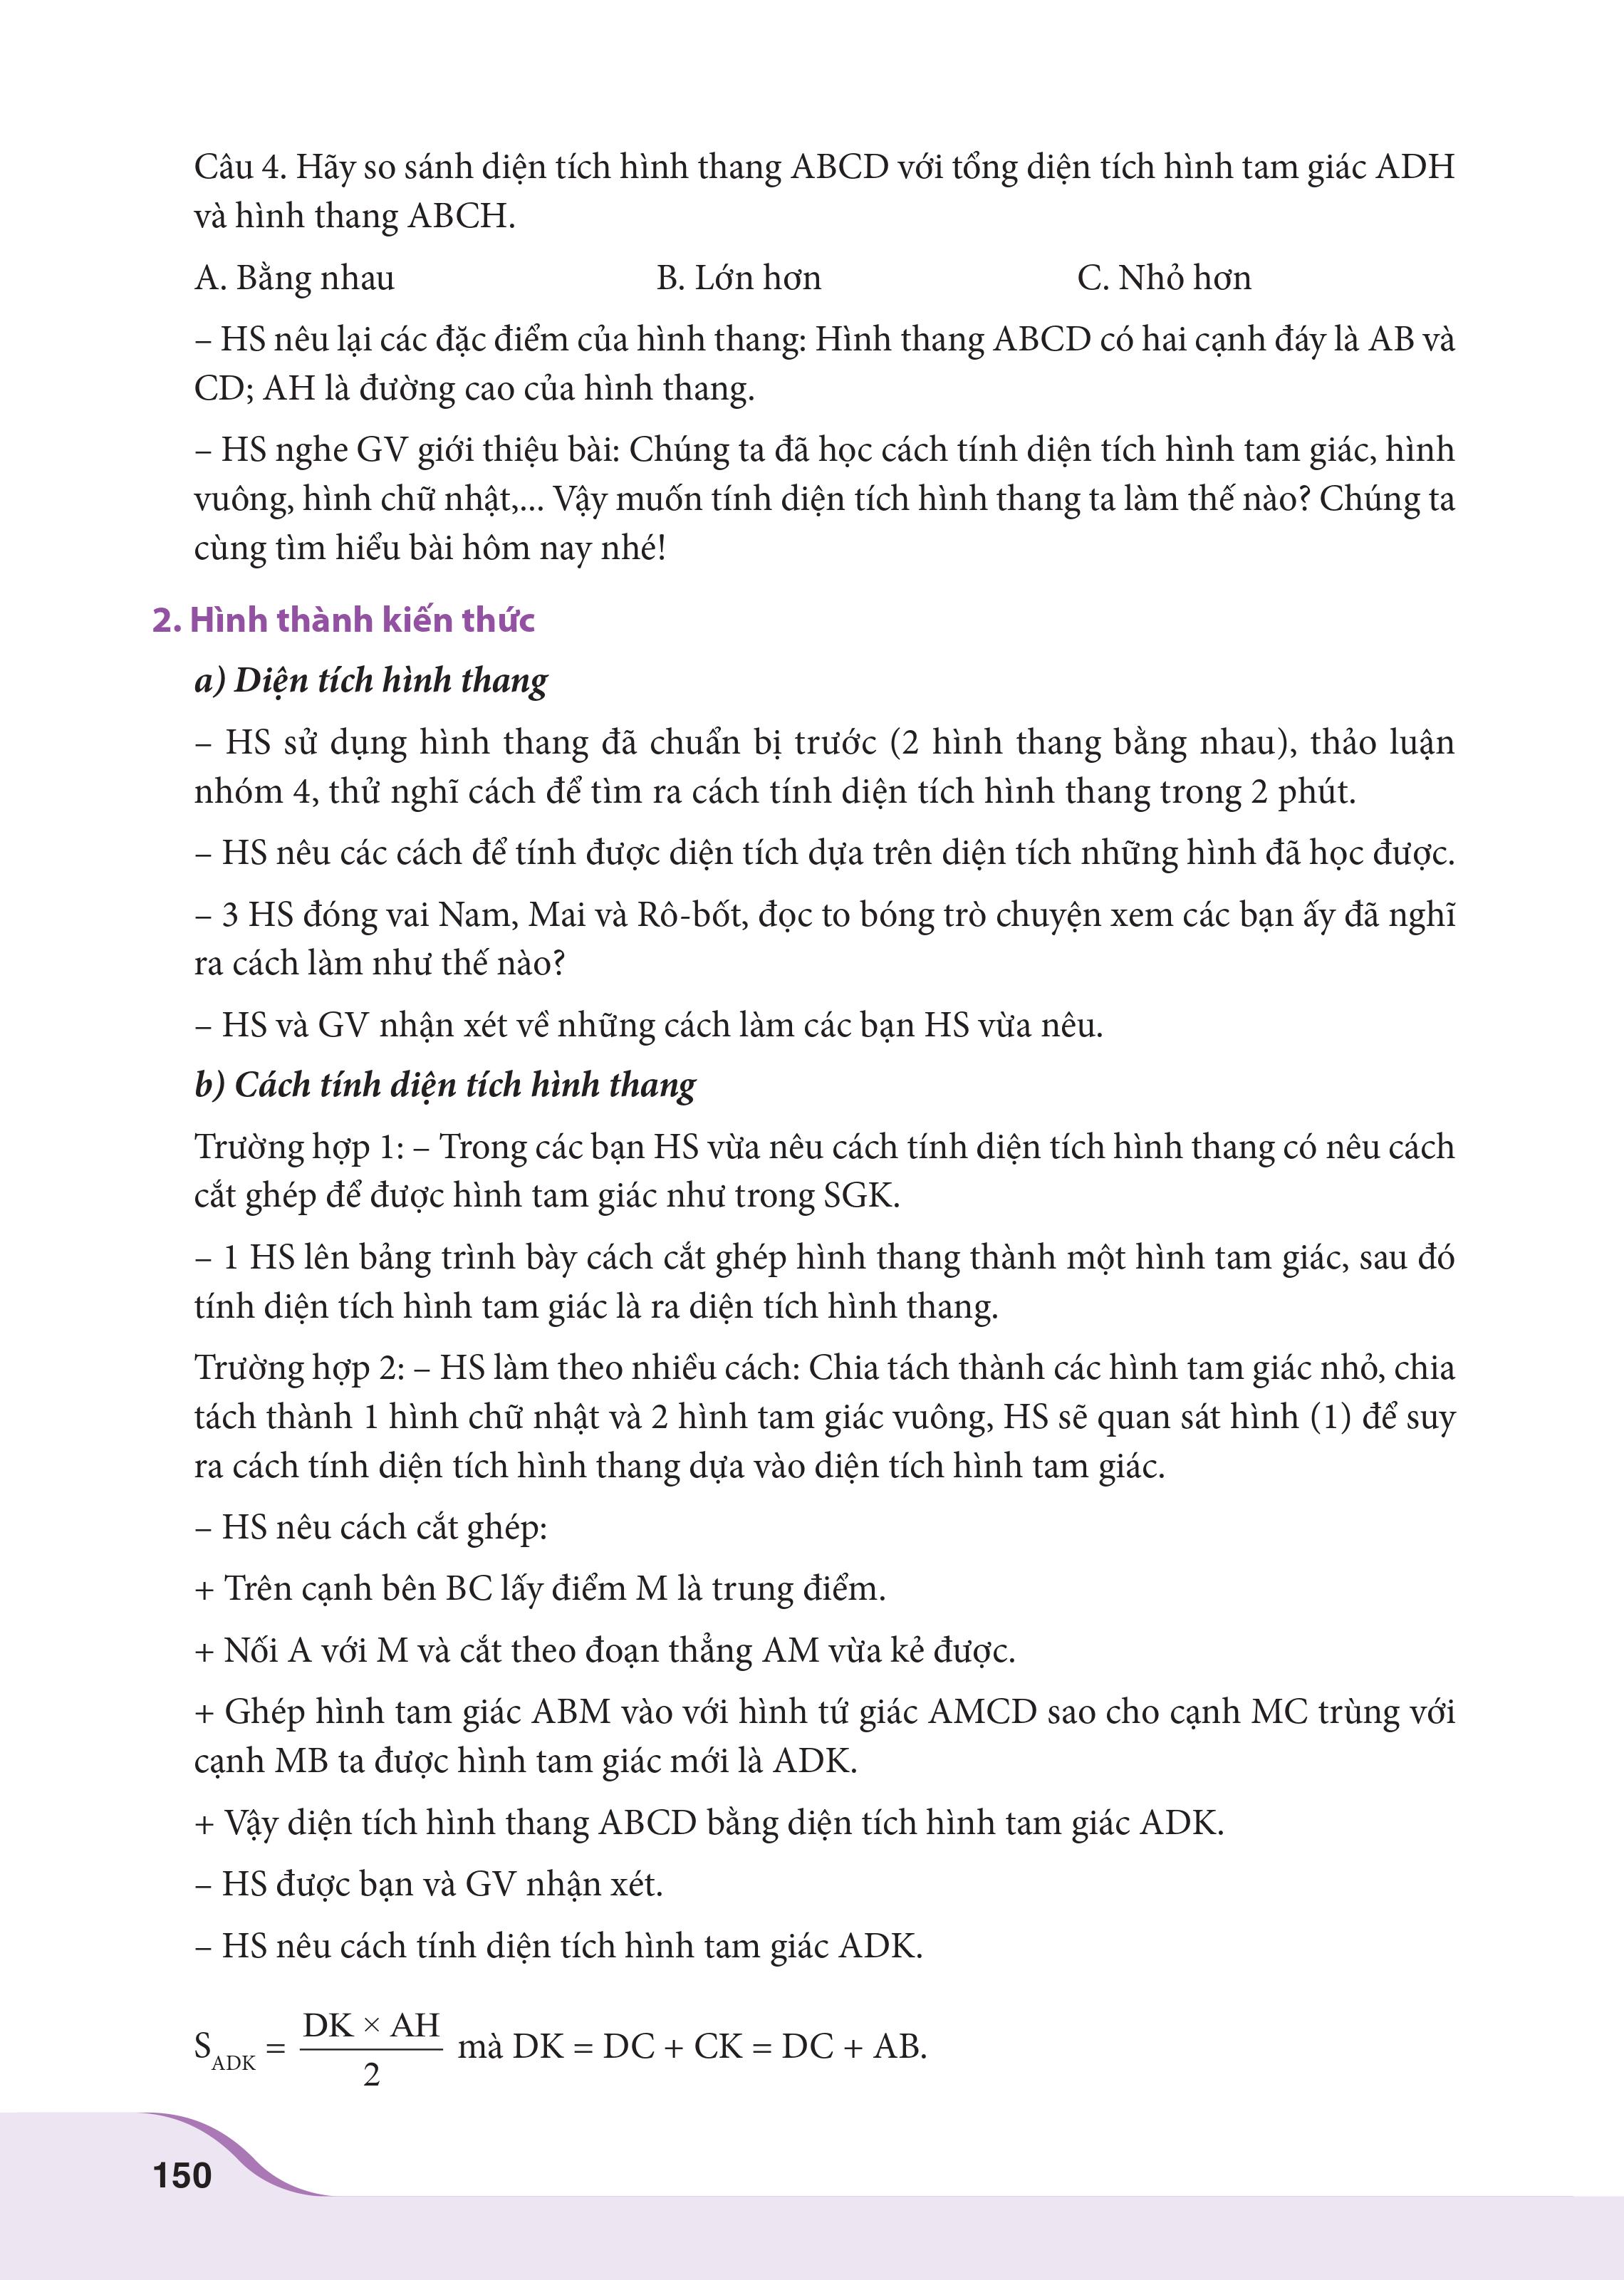 Câu 4. Hãy so sánh diện tích hình thang ABCD với tổng diện tích hình tam giác ADH
và hình thang ABCH.
A. Bằng nhau B. Lớn hơn C. Nhỏ hơn
– HS nêu lại các đặc điểm của hình thang: Hình thang ABCD có hai cạnh đáy là AB và
CD; AH là đường cao của hình thang.
– HS nghe GV giới thiệu bài: Chúng ta đã học cách tính diện tích hình tam giác, hình
vuông, hình chữ nhật,... Vậy muốn tính diện tích hình thang ta làm thế nào? Chúng ta
cùng tìm hiểu bài hôm nay nhé!
2. Hình thành kiến thức
a) Diện tích hình thang
– HS sử dụng hình thang đã chuẩn bị trước (2 hình thang bằng nhau), thảo luận
nhóm 4, thử nghĩ cách để tìm ra cách tính diện tích hình thang trong 2 phút.
– HS nêu các cách để tính được diện tích dựa trên diện tích những hình đã học được.
– 3 HS đóng vai Nam, Mai và Rô-bốt, đọc to bóng trò chuyện xem các bạn ấy đã nghĩ
ra cách làm như thế nào?
– HS và GV nhận xét về những cách làm các bạn HS vừa nêu.
b) Cách tính diện tích hình thang
Trường hợp 1: – Trong các bạn HS vừa nêu cách tính diện tích hình thang có nêu cách
cắt ghép để được hình tam giác như trong SGK.
– 1 HS lên bảng trình bày cách cắt ghép hình thang thành một hình tam giác, sau đó
tính diện tích hình tam giác là ra diện tích hình thang.
Trường hợp 2: – HS làm theo nhiều cách: Chia tách thành các hình tam giác nhỏ, chia
tách thành 1 hình chữ nhật và 2 hình tam giác vuông, HS sẽ quan sát hình (1) để suy
ra cách tính diện tích hình thang dựa vào diện tích hình tam giác.
– HS nêu cách cắt ghép:
+ Trên cạnh bên BC lấy điểm M là trung điểm.
+ Nối A với M và cắt theo đoạn thẳng AM vừa kẻ được.
+ Ghép hình tam giác ABM vào với hình tứ giác AMCD sao cho cạnh MC trùng với
cạnh MB ta được hình tam giác mới là ADK.
+ Vậy diện tích hình thang ABCD bằng diện tích hình tam giác ADK.
– HS được bạn và GV nhận xét.
– HS nêu cách tính diện tích hình tam giác ADK.
S_ADK = (DK × AH)/2 mà DK = DC + CK = DC + AB.
150